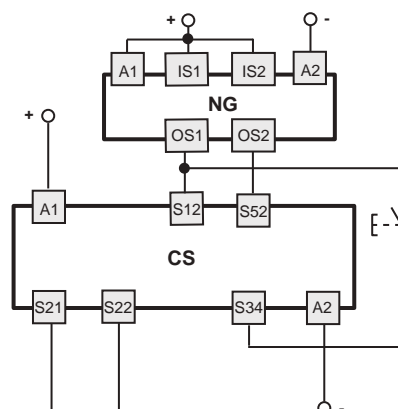 + -
A1 IS1 IS2 A2
NG
OS1 OS2
+
A1 S12 S52
CS
S21 S22 S34 A2
-